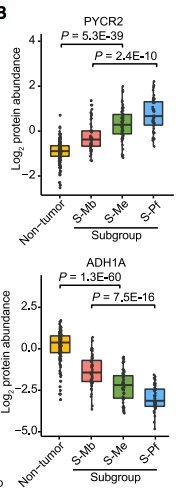 B
PYCR2
P = 5.3E-39
P = 2.4E-10
Log2 protein abundance
4
2
0
−2
Non-tumor
S-Mb
S-Me
S-Pf
Subgroup
ADH1A
P = 1.3E-60
P = 7.5E-16
Log2 protein abundance
2.5
0.0
−2.5
−5.0
Non-tumor
S-Mb
S-Me
S-Pf
Subgroup